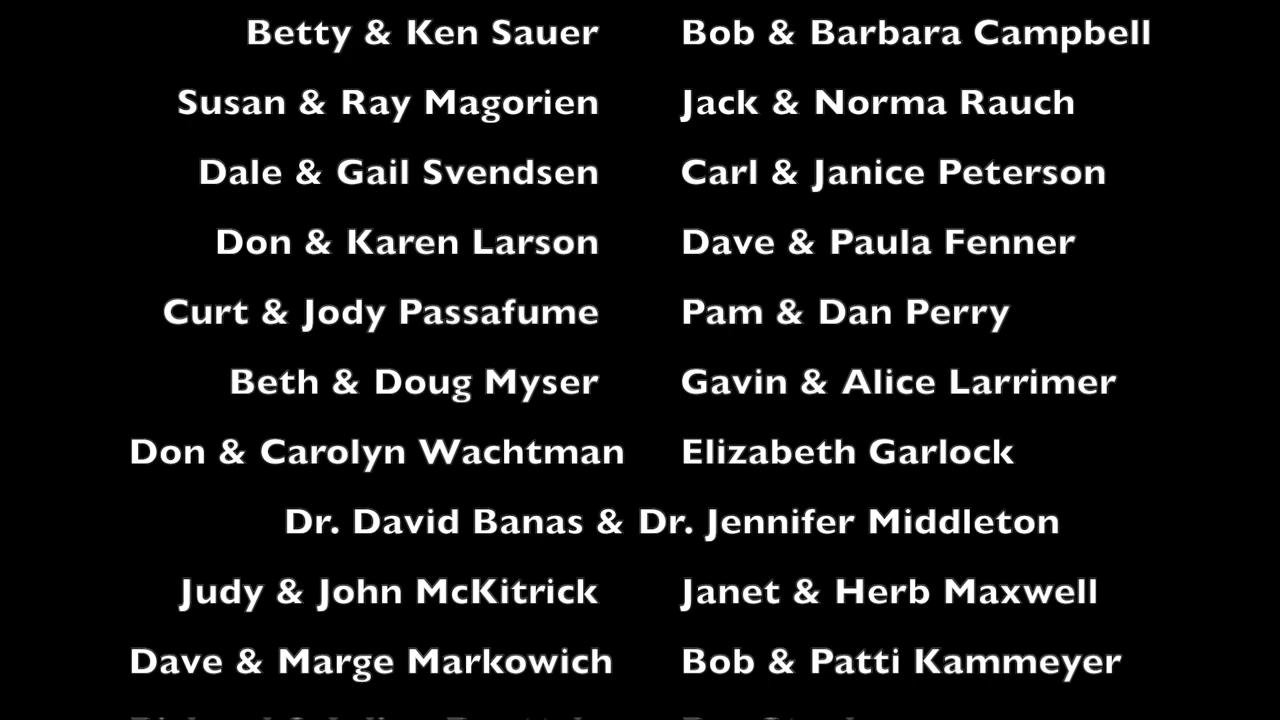 Betty & Ken Sauer    Bob & Barbara Campbell
Susan & Ray Magorien    Jack & Norma Rauch
Dale & Gail Svendsen    Carl & Janice Peterson
Don & Karen Larson    Dave & Paula Fenner
Curt & Jody Passafume    Pam & Dan Perry
Beth & Doug Myser    Gavin & Alice Larrimer
Don & Carolyn Wachtman    Elizabeth Garlock
Dr. David Banas & Dr. Jennifer Middleton
Judy & John McKitrick    Janet & Herb Maxwell
Dave & Marge Markowich    Bob & Patti Kammeyer